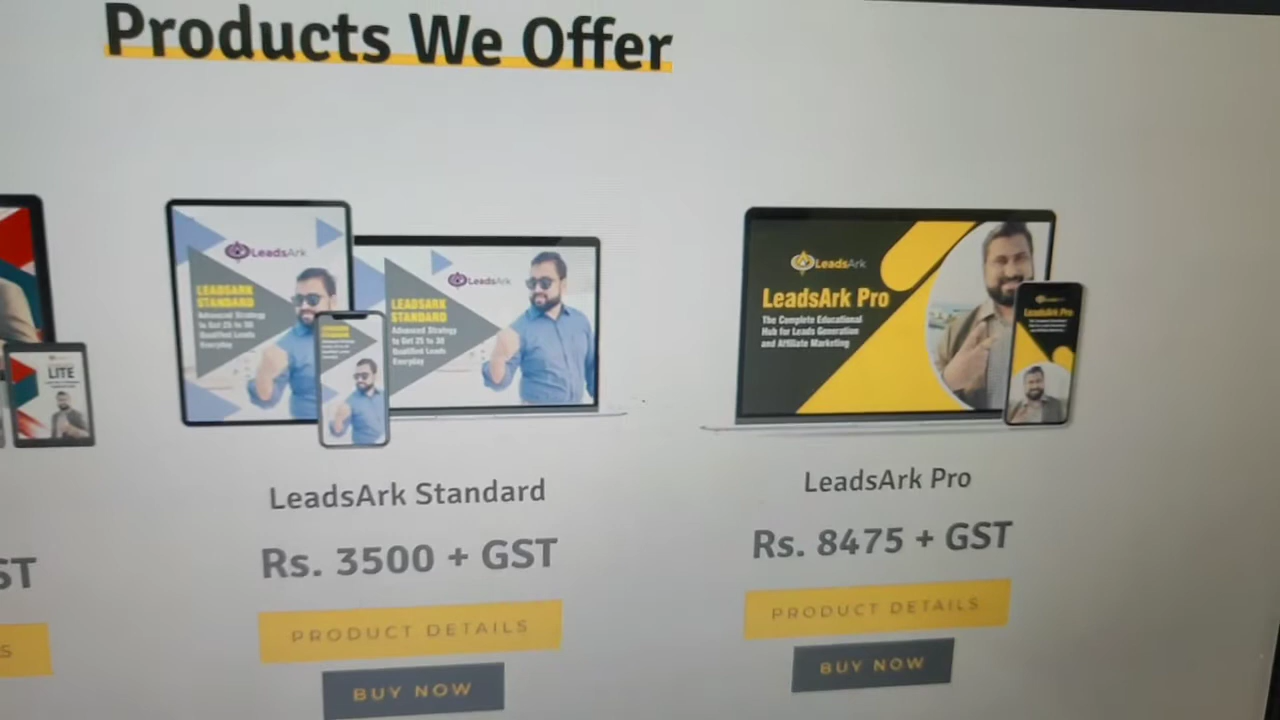 Products We Offer
LeadsArk
LEADSARK
STANDARD
Advanced Strategy
to Get 25 to 30
Qualified Leads
Everyday
LeadsArk
LEADSARK
STANDARD
Advanced Strategy
to Get 25 to 30
Qualified Leads
Everyday
LeadsArk
LeadsArk Pro
The Complete Educational
Hub for Leads Generation
and Affiliate Marketing
LeadsArk Pro
LITE
LeadsArk Standard
LeadsArk Pro
ST
Rs. 3500 + GST
Rs. 8475 + GST
S
PRODUCT DETAILS
PRODUCT DETAILS
BUY NOW
BUY NOW